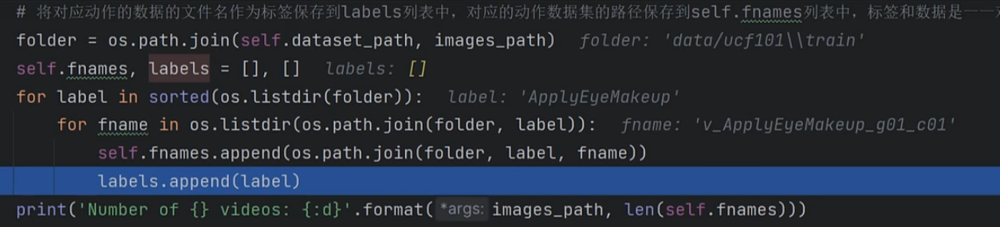 # 将对应动作的数据的文件名作为标签保存到labels列表中，对应的动作数据集的路径保存到self.fnames列表中，标签和数据是一一
folder = os.path.join(self.dataset_path, images_path)   folder: 'data/ucf101\\train'
self.fnames, labels = [], []   labels: []
for label in sorted(os.listdir(folder)):   label: 'ApplyEyeMakeup'
    for fname in os.listdir(os.path.join(folder, label)):   fname: 'v_ApplyEyeMakeup_g01_c01'
        self.fnames.append(os.path.join(folder, label, fname))
        labels.append(label)
print('Number of {} videos: {:d}'.format( *args: images_path, len(self.fnames)))